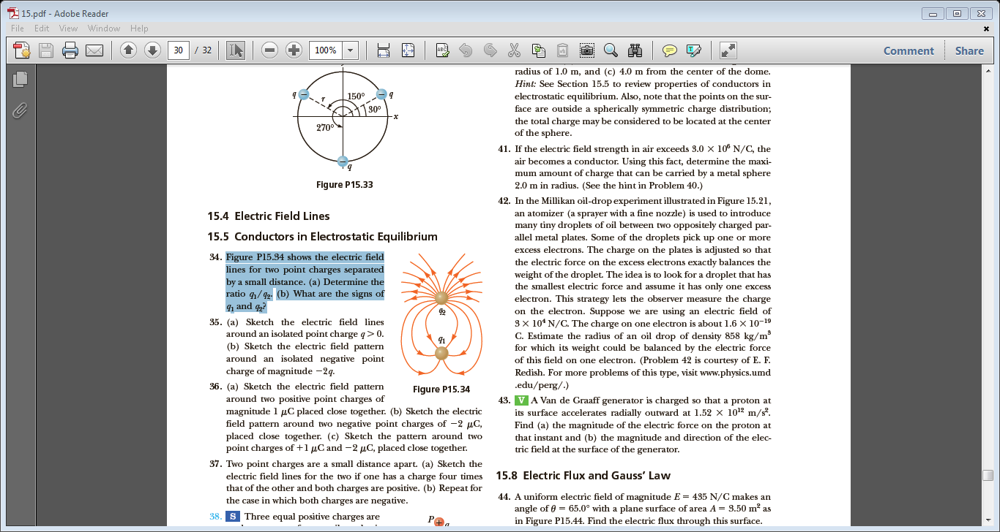 15.pdf - Adobe Reader
File Edit View Window Help
30 / 32 100% Comment Share
q
q
r
150°
30°
x
270°
q
Figure P15.33
15.4 Electric Field Lines
15.5 Conductors in Electrostatic Equilibrium
34. Figure P15.34 shows the electric field
lines for two point charges separated
by a small distance. (a) Determine the
ratio q1/q2. (b) What are the signs of
q1 and q2?
q2
q1
Figure P15.34
35. (a) Sketch the electric field lines
around an isolated point charge q > 0.
(b) Sketch the electric field pattern
around an isolated negative point
charge of magnitude −2q.
36. (a) Sketch the electric field pattern
around two positive point charges of
magnitude 1 μC placed close together. (b) Sketch the electric
field pattern around two negative point charges of −2 μC,
placed close together. (c) Sketch the pattern around two
point charges of +1 μC and −2 μC, placed close together.
37. Two point charges are a small distance apart. (a) Sketch the
electric field lines for the two if one has a charge four times
that of the other and both charges are positive. (b) Repeat for
the case in which both charges are negative.
38. S Three equal positive charges are
P
radius of 1.0 m, and (c) 4.0 m from the center of the dome.
Hint: See Section 15.5 to review properties of conductors in
electrostatic equilibrium. Also, note that the points on the sur-
face are outside a spherically symmetric charge distribution;
the total charge may be considered to be located at the center
of the sphere.
41. If the electric field strength in air exceeds 3.0 × 10⁶ N/C, the
air becomes a conductor. Using this fact, determine the maxi-
mum amount of charge that can be carried by a metal sphere
2.0 m in radius. (See the hint in Problem 40.)
42. In the Millikan oil-drop experiment illustrated in Figure 15.21,
an atomizer (a sprayer with a fine nozzle) is used to introduce
many tiny droplets of oil between two oppositely charged par-
allel metal plates. Some of the droplets pick up one or more
excess electrons. The charge on the plates is adjusted so that
the electric force on the excess electrons exactly balances the
weight of the droplet. The idea is to look for a droplet that has
the smallest electric force and assume it has only one excess
electron. This strategy lets the observer measure the charge
on the electron. Suppose we are using an electric field of
3 × 10⁴ N/C. The charge on one electron is about 1.6 × 10⁻¹⁹
C. Estimate the radius of an oil drop of density 858 kg/m³
for which its weight could be balanced by the electric force
of this field on one electron. (Problem 42 is courtesy of E. F.
Redish. For more problems of this type, visit www.physics.umd
.edu/perg/.)
43. V A Van de Graaff generator is charged so that a proton at
its surface accelerates radially outward at 1.52 × 10¹² m/s².
Find (a) the magnitude of the electric force on the proton at
that instant and (b) the magnitude and direction of the elec-
tric field at the surface of the generator.
15.8 Electric Flux and Gauss' Law
44. A uniform electric field of magnitude E = 435 N/C makes an
angle of θ = 65.0° with a plane surface of area A = 3.50 m² as
in Figure P15.44. Find the electric flux through this surface.